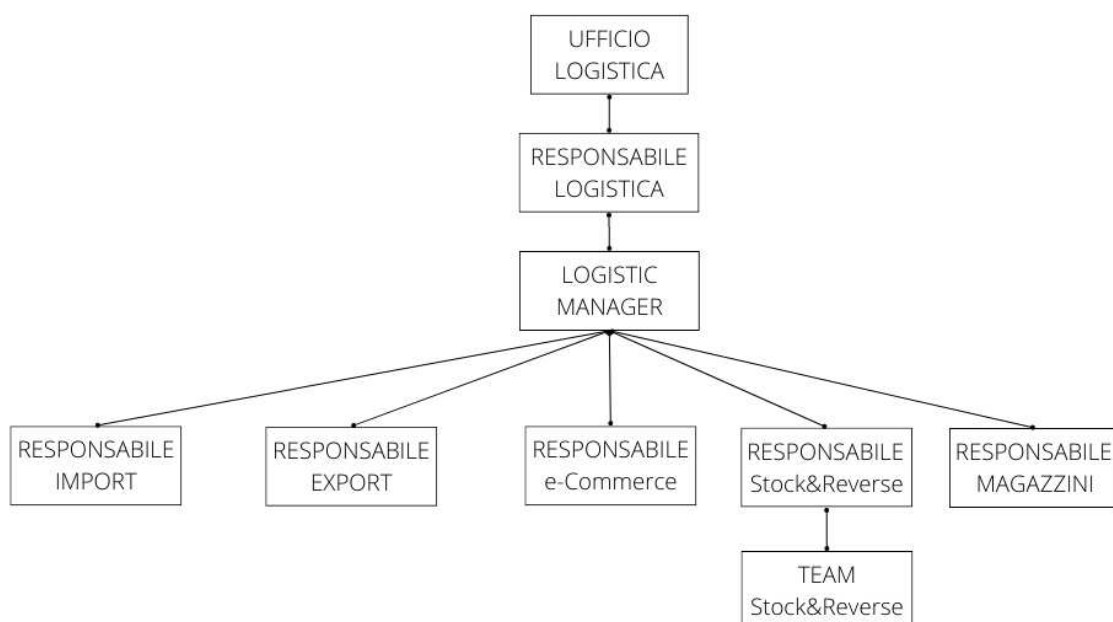 UFFICIO
LOGISTICA
RESPONSABILE
LOGISTICA
LOGISTIC
MANAGER
RESPONSABILE
IMPORT
RESPONSABILE
EXPORT
RESPONSABILE
e-Commerce
RESPONSABILE
Stock&Reverse
RESPONSABILE
MAGAZZINI
TEAM
Stock&Reverse